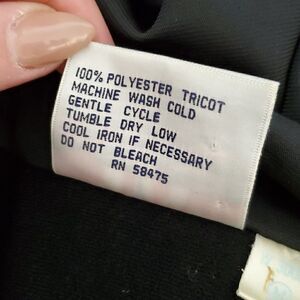 100% POLYESTER TRICOT
MACHINE WASH COLD
GENTLE CYCLE
TUMBLE DRY LOW
COOL IRON IF NECESSARY
DO NOT BLEACH
RN 58475